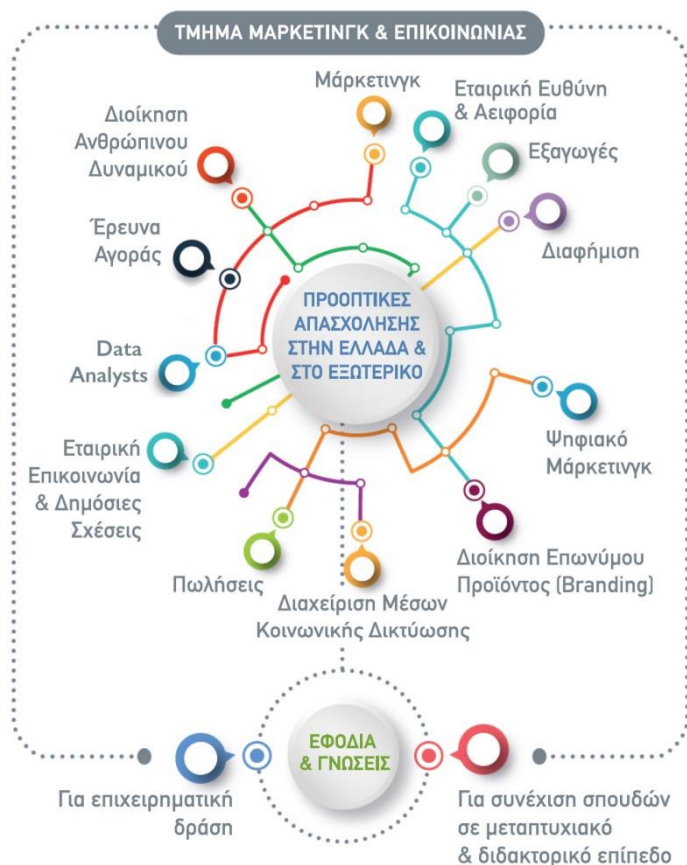 ΤΜΗΜΑ ΜΑΡΚΕΤΙΝΓΚ & ΕΠΙΚΟΙΝΩΝΙΑΣ
Μάρκετινγκ
Εταιρική Ευθύνη
& Αειφορία
Εξαγωγές
Διαφήμιση
Διοίκηση
Ανθρώπινου
Δυναμικού
Έρευνα
Αγοράς
ΠΡΟΟΠΤΙΚΕΣ
ΑΠΑΣΧΟΛΗΣΗΣ
ΣΤΗΝ ΕΛΛΑΔΑ &
ΣΤΟ ΕΞΩΤΕΡΙΚΟ
Data
Analysts
Ψηφιακό
Μάρκετινγκ
Εταιρική
Επικοινωνία
& Δημόσιες
Σχέσεις
Διοίκηση Επωνύμου
Προϊόντος (Branding)
Πωλήσεις
Διαχείριση Μέσων
Κοινωνικής Δικτύωσης
ΕΦΟΔΙΑ
& ΓΝΩΣΕΙΣ
Για επιχειρηματική
δράση
Για συνέχιση σπουδών
σε μεταπτυχιακό
& διδακτορικό επίπεδο